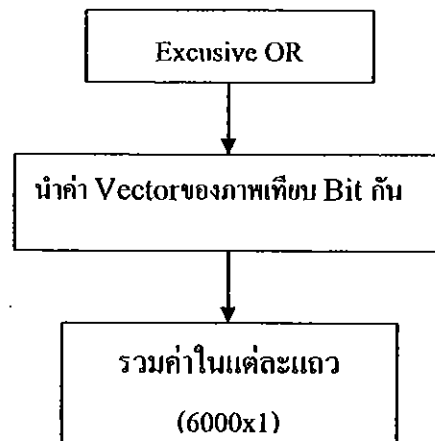 Excusive OR
นำค่า Vectorของภาพเทียบ Bit กัน
รวมค่าในแต่ละแถว
(6000x1)